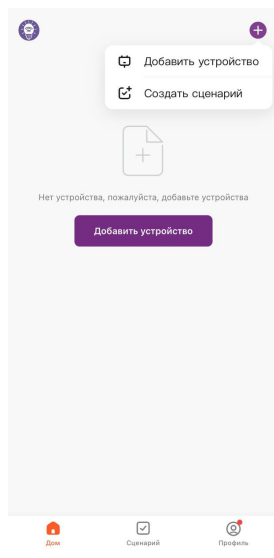 Добавить устройство
Создать сценарий
Нет устройства, пожалуйста, добавьте устройства
Добавить устройство
Дом
Сценарий
Профиль